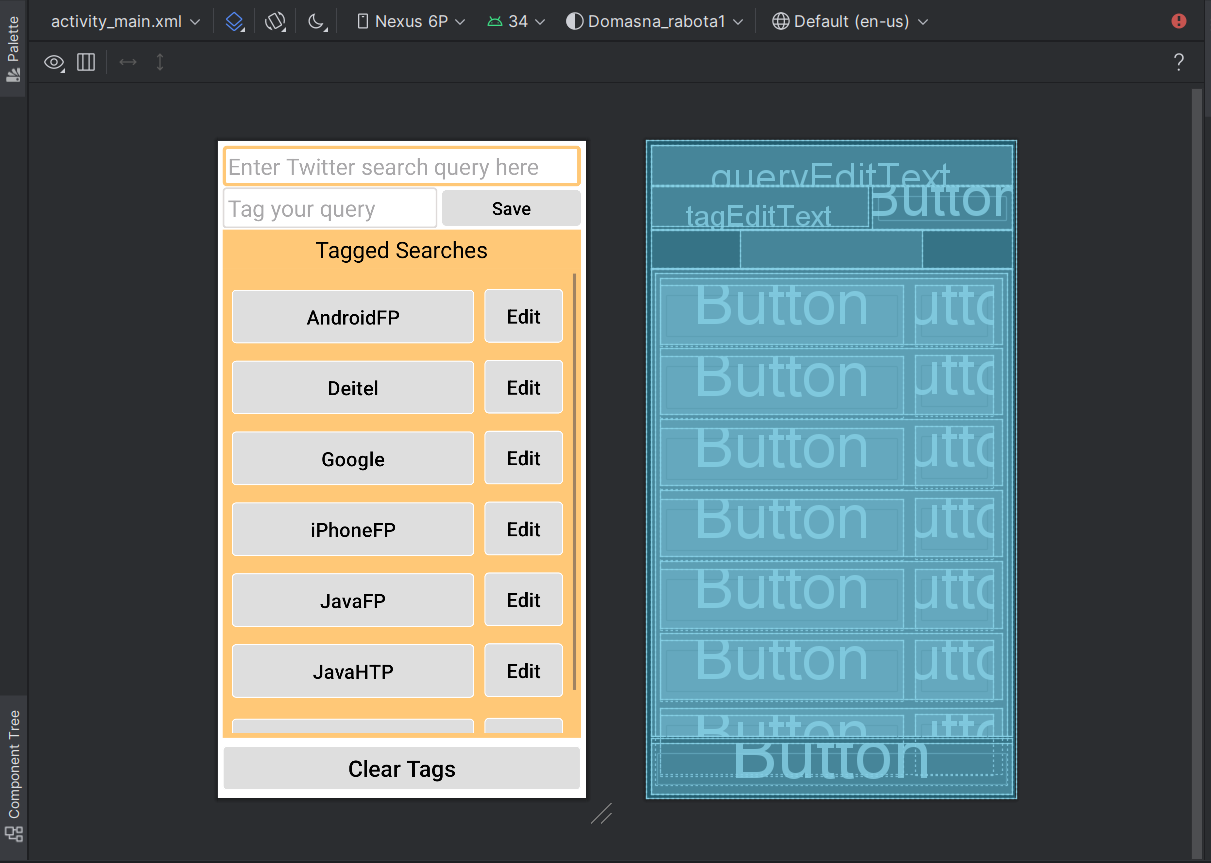 activity_main.xml
Nexus 6P
34
Domasna_rabota1
Default (en-us)
Palette
?
Enter Twitter search query here
Tag your query
Save
Tagged Searches
AndroidFP
Edit
Deitel
Edit
Google
Edit
iPhoneFP
Edit
JavaFP
Edit
JavaHTP
Edit
Clear Tags
queryEditText
tagEditText
Button
Button
utto
Button
utto
Button
utto
Button
utto
Button
utto
Button
utto
Button
utto
Button
Component Tree